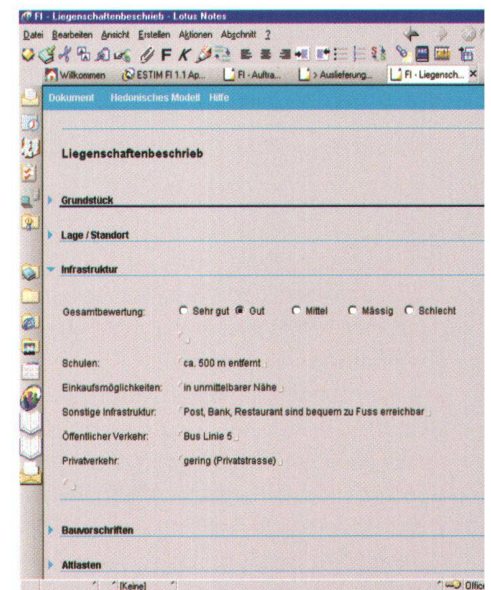 FI - Liegenschaftenbeschrieb - Lotus Notes
Datei Bearbeiten Ansicht Erstellen Aktionen Abschnitt ?
F K
Willkommen ESTIM FI 1.1 Ap... FI - Auftra... > Auslieferung... FI - Liegensch... ×
Dokument Hedonisches Modell Hilfe
Liegenschaftenbeschrieb
Grundstück
Lage / Standort
Infrastruktur
Gesamtbewertung: Sehr gut Gut Mittel Mässig Schlecht
Schulen: ca. 500 m entfernt
Einkaufsmöglichkeiten: in unmittelbarer Nähe
Sonstige Infrastruktur: Post, Bank, Restaurant sind bequem zu Fuss erreichbar
Öffentlicher Verkehr: Bus Linie 5
Privatverkehr: gering (Privatstrasse)
Bauvorschriften
Altlasten
[Keine] Offic